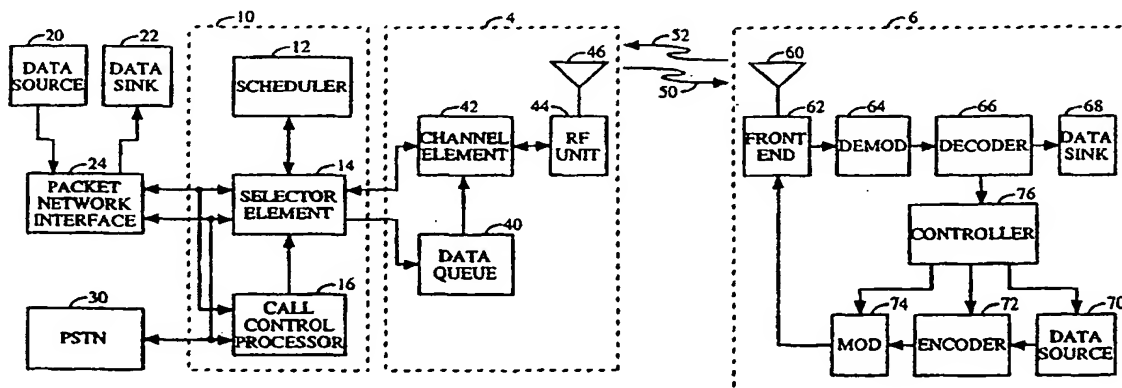 10
4
6
20
22
DATA
SOURCE
DATA
SINK
12
SCHEDULER
52
46
50
60
42
CHANNEL
ELEMENT
44
RF
UNIT
62
FRONT
END
64
DEMOD
66
DECODER
68
DATA
SINK
24
PACKET
NETWORK
INTERFACE
14
SELECTOR
ELEMENT
76
CONTROLLER
40
DATA
QUEUE
30
PSTN
16
CALL
CONTROL
PROCESSOR
74
MOD
72
ENCODER
70
DATA
SOURCE